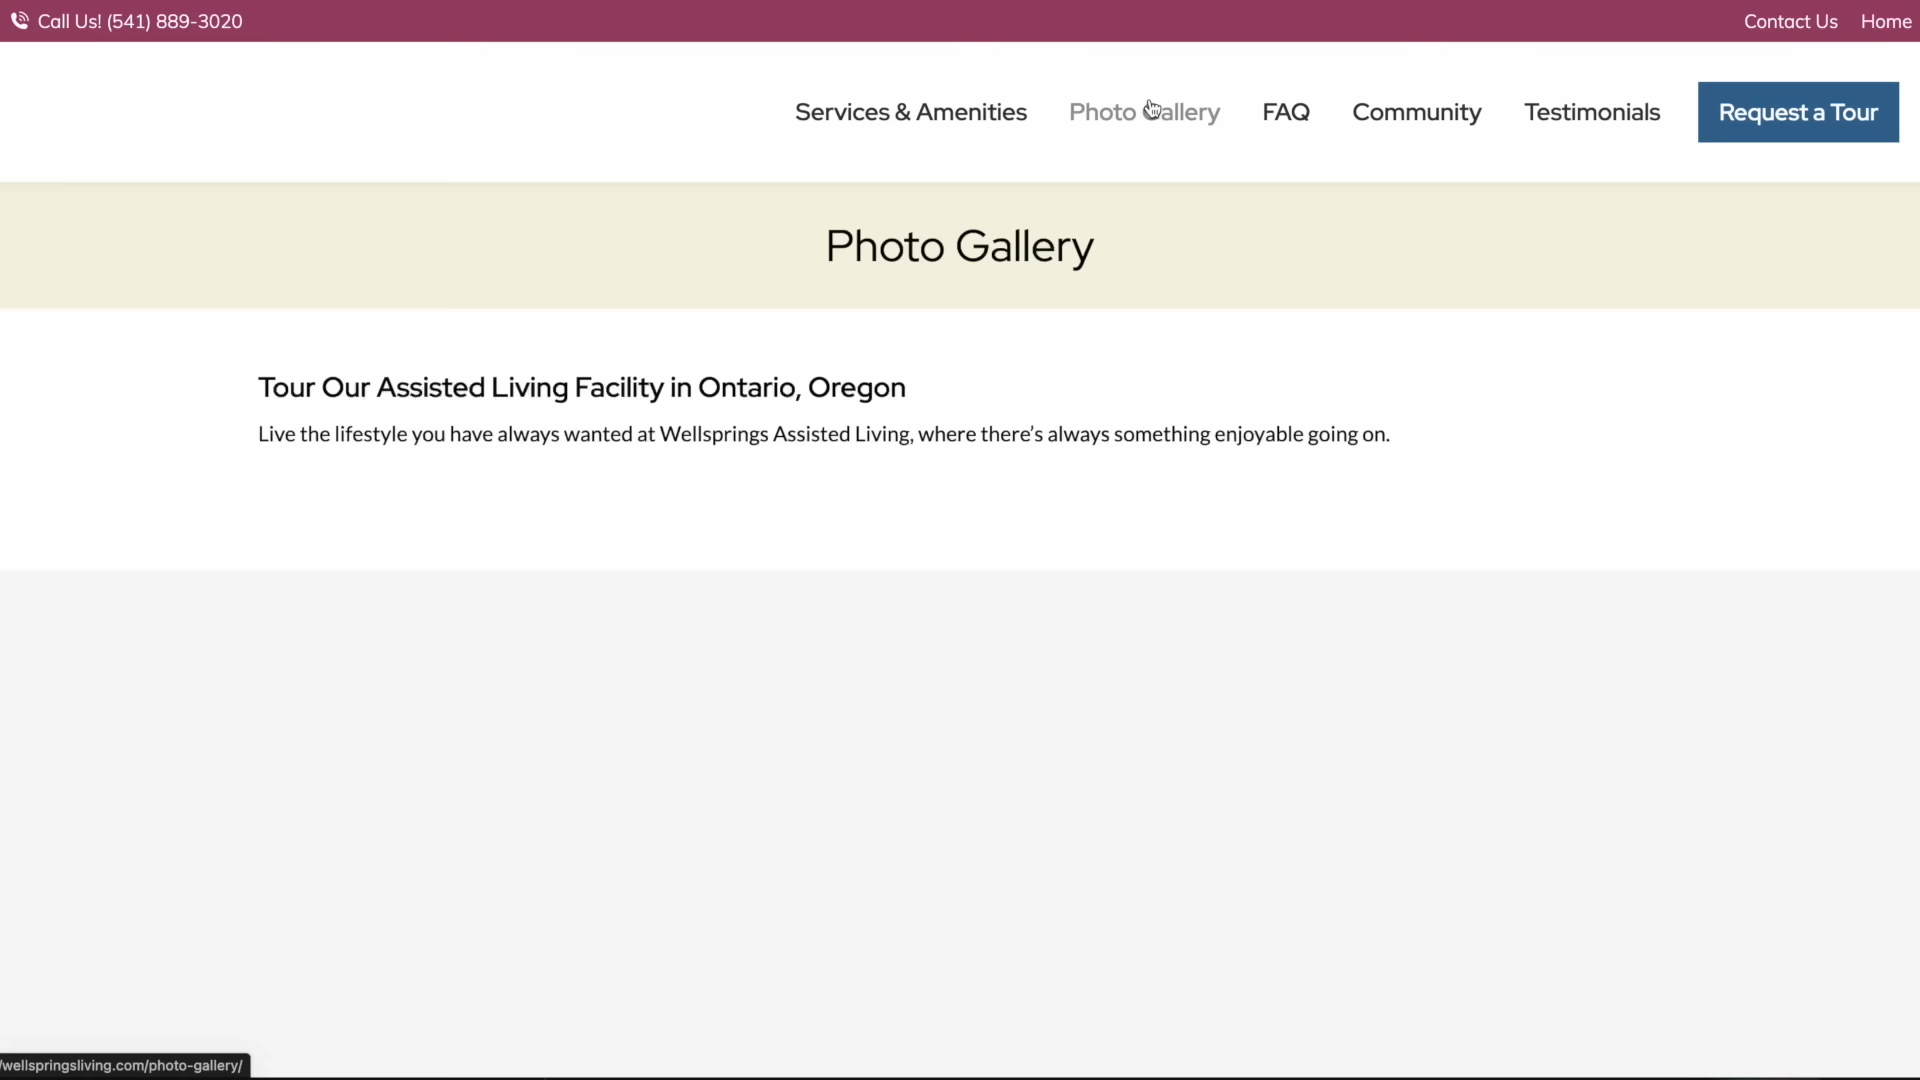 Call Us! (541) 889-3020
Contact Us
Home
Services & Amenities
Photo Gallery
FAQ
Community
Testimonials
Request a Tour
Photo Gallery
Tour Our Assisted Living Facility in Ontario, Oregon
Live the lifestyle you have always wanted at Wellsprings Assisted Living, where there’s always something enjoyable going on.
/wellspringsliving.com/photo-gallery/